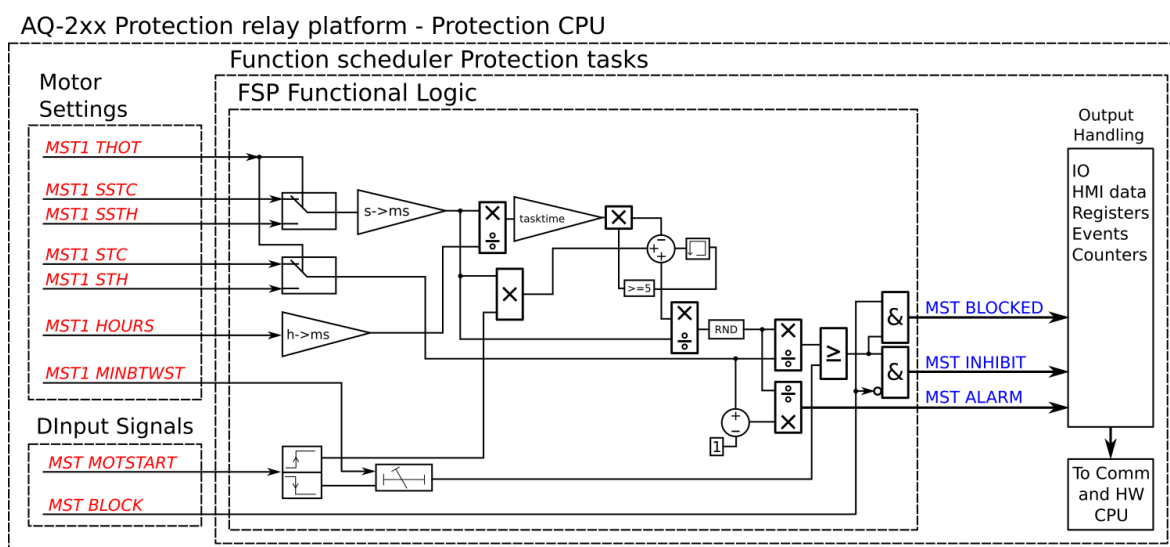 AQ-2xx Protection relay platform - Protection CPU
Function scheduler Protection tasks
Motor
Settings
FSP Functional Logic
Output
Handling
MST1 THOT
IO
HMI data
Registers
Events
Counters
MST1 SSTC
MST1 SSTH
s->ms
tasktime
×
÷
×
−
+
+
MST1 STC
MST1 STH
>=5
×
MST1 HOURS
h->ms
×
÷
RND
×
÷
≥
&
MST BLOCKED
&
MST INHIBIT
MST1 MINBTWST
÷
×
MST ALARM
+
−
1
DInput Signals
MST MOTSTART
MST BLOCK
To Comm
and HW
CPU